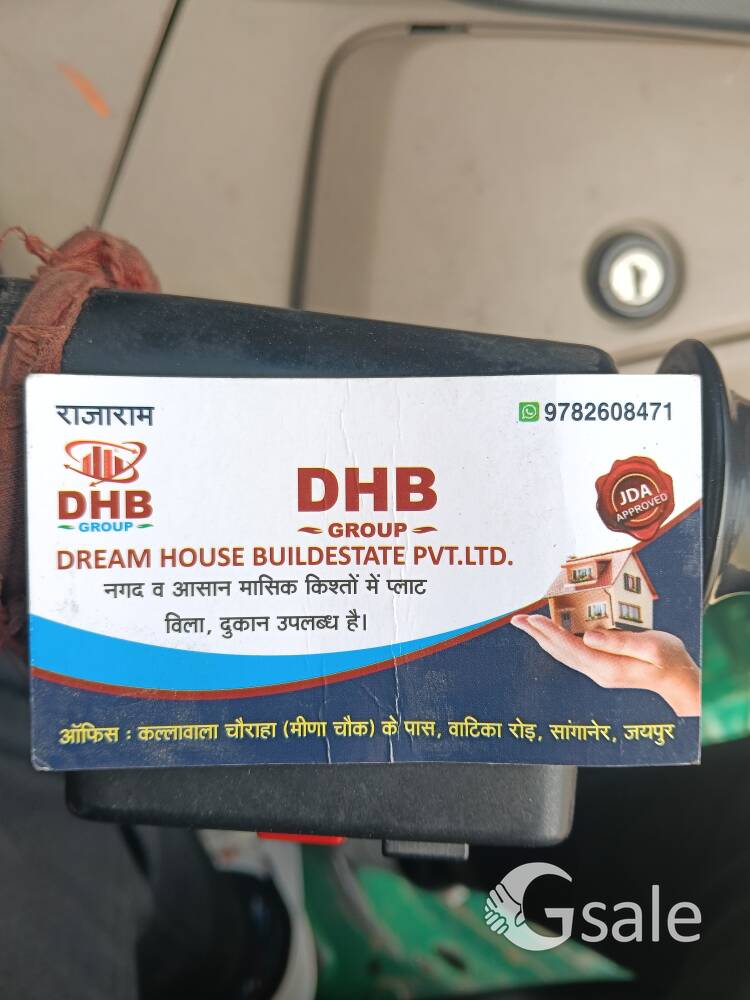 राजाराम
9782608471
DHB
GROUP
DHB
GROUP
JDA
APPROVED
DREAM HOUSE BUILDESTATE PVT.LTD.
नगद व आसान मासिक किश्तों में प्लाट
विला, दुकान उपलब्ध है।
ऑफिस : कल्लावाला चौराहा (मीणा चौक) के पास, वाटिका रोड़, सांगानेर, जयपुर
Gsale